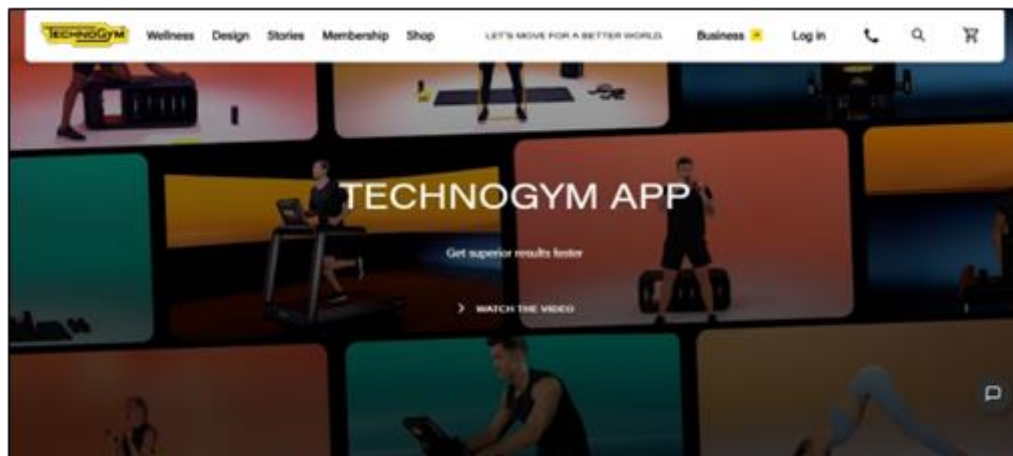 TECHNOGYM Wellness Design Stories Membership Shop LET'S MOVE FOR A BETTER WORLD. Business Log in
TECHNOGYM APP
Get superior results faster
WATCH THE VIDEO